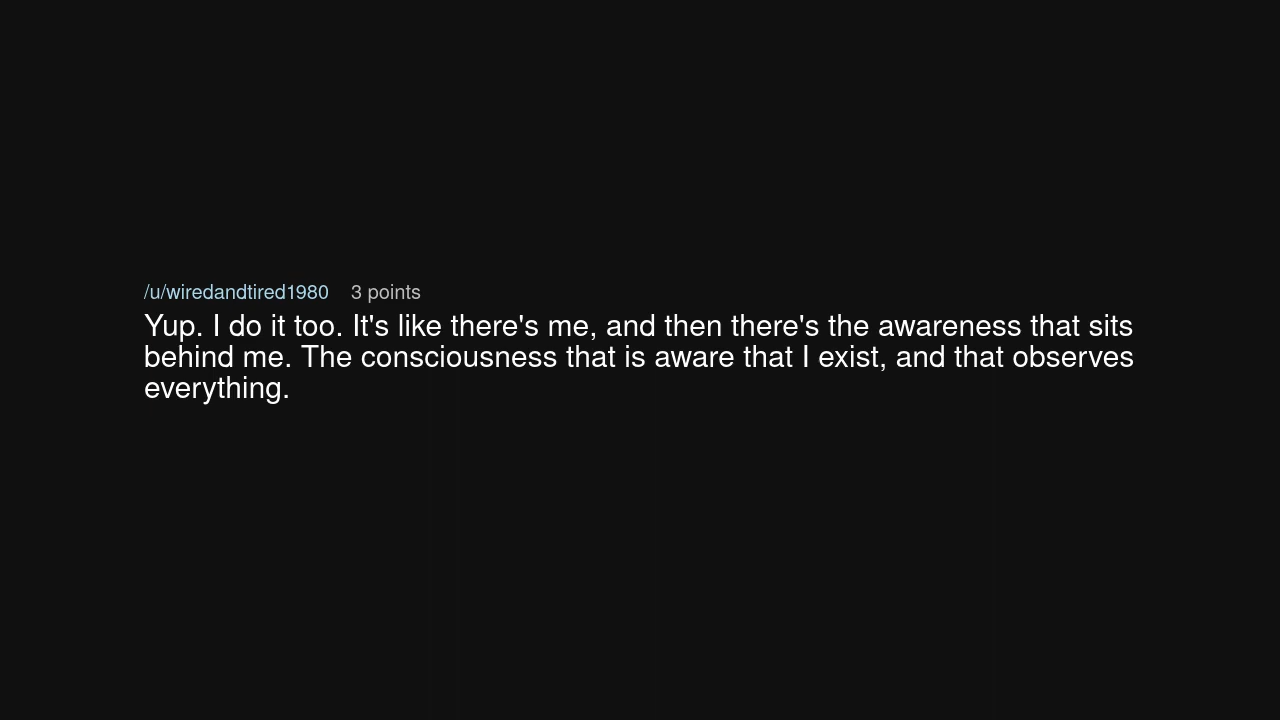 /u/wiredandtired1980 3 points
Yup. I do it too. It's like there's me, and then there's the awareness that sits
behind me. The consciousness that is aware that I exist, and that observes
everything.